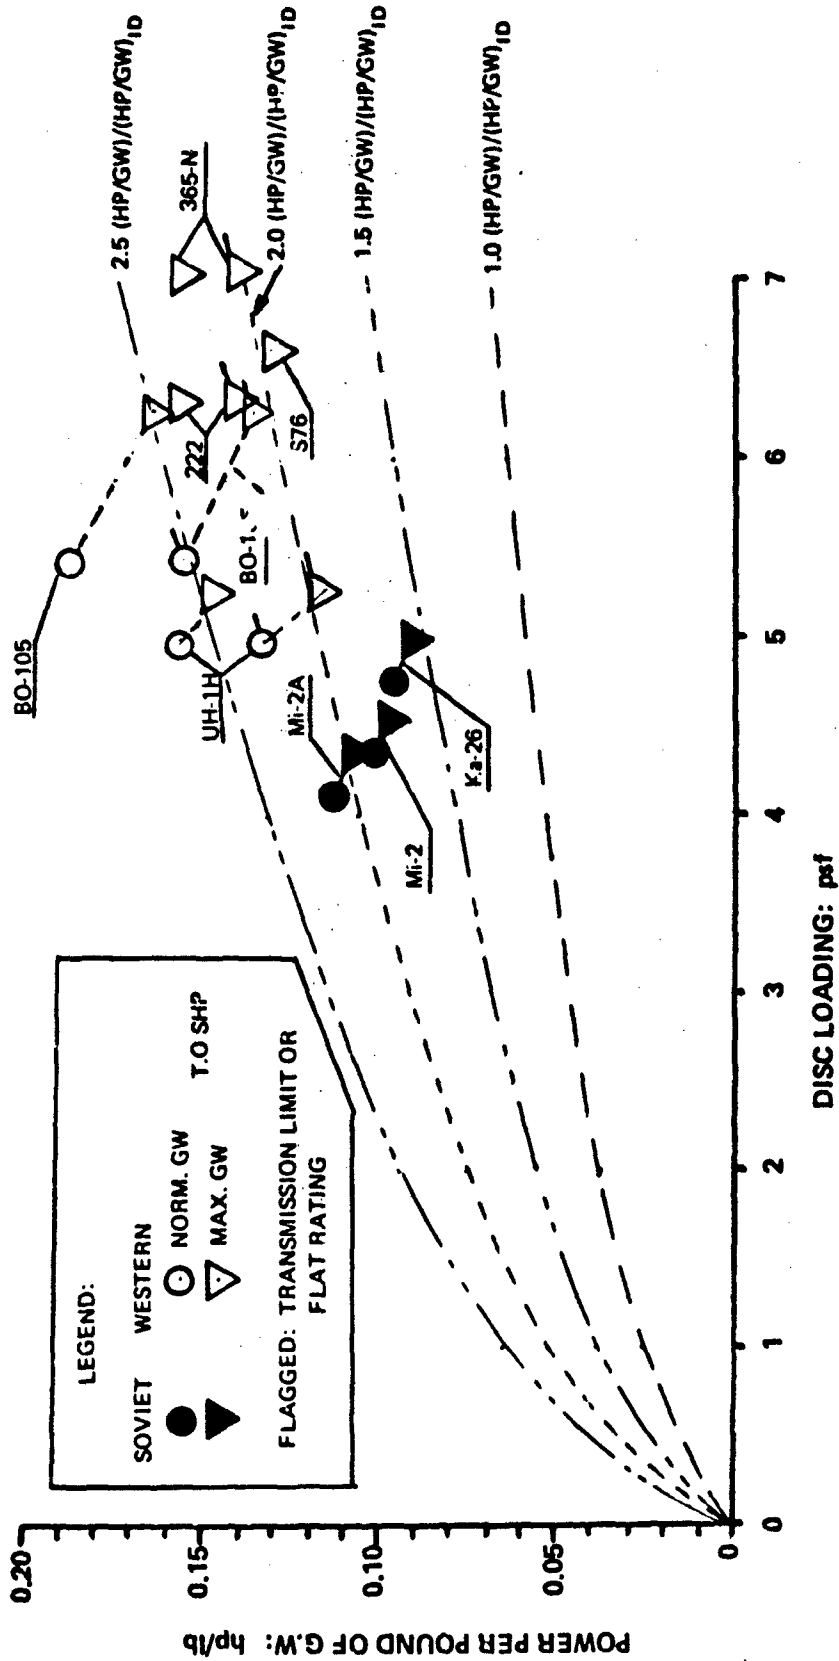 2.5 (HP/GW)/(HP/GW)ID
2.0 (HP/GW)/(HP/GW)ID
1.5 (HP/GW)/(HP/GW)ID
1.0 (HP/GW)/(HP/GW)ID
365-N
S76
222
BO-105
BO-1
UH-1H
Mi-2A
Mi-2
Ka-26
LEGEND:
SOVIET WESTERN
NORM. GW
MAX. GW
T.O SHP
FLAGGED: TRANSMISSION LIMIT OR
FLAT RATING
0.20
0.15
0.10
0.05
0
POWER PER POUND OF G.W: hp/lb
0 1 2 3 4 5 6 7
DISC LOADING: psf